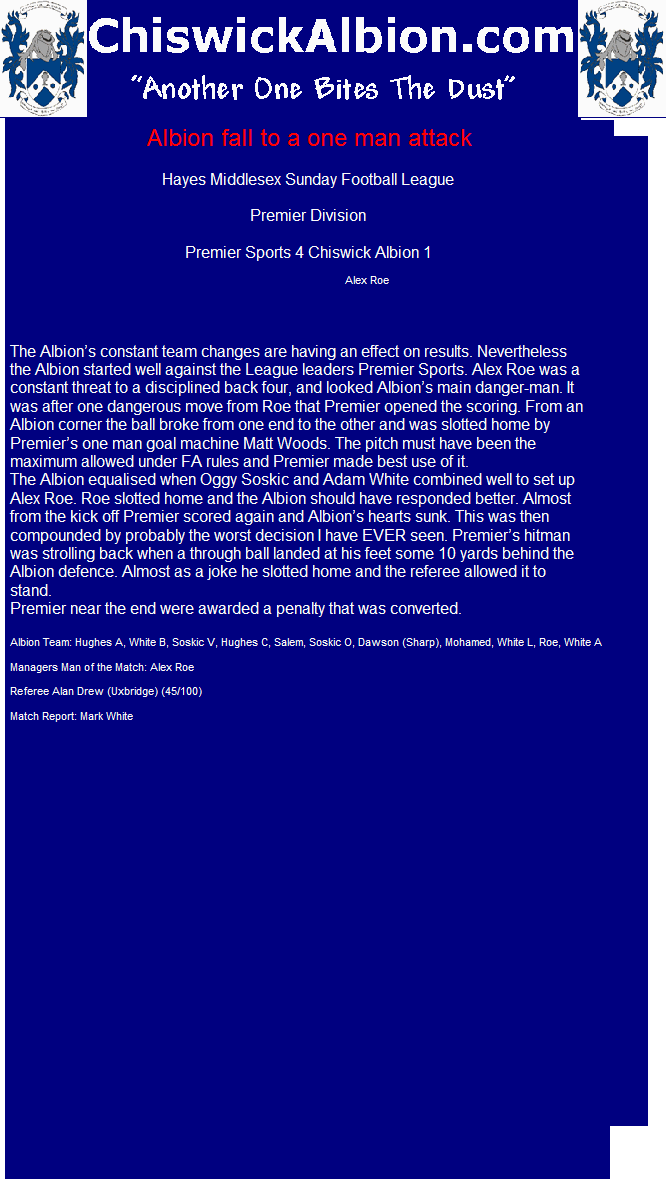 ChiswickAlbion.com
“Another One Bites The Dust”
Albion fall to a one man attack
Hayes Middlesex Sunday Football League
Premier Division
Premier Sports 4 Chiswick Albion 1
Alex Roe
The Albion’s constant team changes are having an effect on results. Nevertheless
the Albion started well against the League leaders Premier Sports. Alex Roe was a
constant threat to a disciplined back four, and looked Albion’s main danger-man. It
was after one dangerous move from Roe that Premier opened the scoring. From an
Albion corner the ball broke from one end to the other and was slotted home by
Premier’s one man goal machine Matt Woods. The pitch must have been the
maximum allowed under FA rules and Premier made best use of it.
The Albion equalised when Oggy Soskic and Adam White combined well to set up
Alex Roe. Roe slotted home and the Albion should have responded better. Almost
from the kick off Premier scored again and Albion’s hearts sunk. This was then
compounded by probably the worst decision I have EVER seen. Premier’s hitman
was strolling back when a through ball landed at his feet some 10 yards behind the
Albion defence. Almost as a joke he slotted home and the referee allowed it to
stand.
Premier near the end were awarded a penalty that was converted.
Albion Team: Hughes A, White B, Soskic V, Hughes C, Salem, Soskic O, Dawson (Sharp), Mohamed, White L, Roe, White A
Managers Man of the Match: Alex Roe
Referee Alan Drew (Uxbridge) (45/100)
Match Report: Mark White